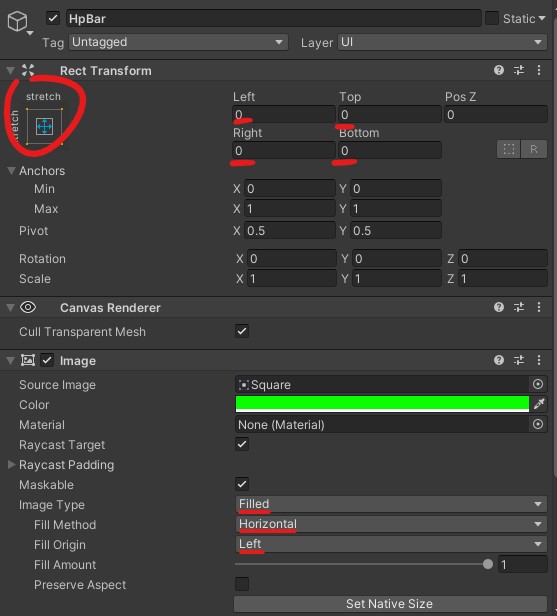 HpBar Static
Tag Untagged Layer UI
Rect Transform
stretch
stretch
Left Top Pos Z
0 0 0
Right Bottom
0 0 R
Anchors
Min X 0 Y 0
Max X 1 Y 1
Pivot X 0.5 Y 0.5
Rotation X 0 Y 0 Z 0
Scale X 1 Y 1 Z 1
Canvas Renderer
Cull Transparent Mesh
Image
Source Image Square
Color
Material None (Material)
Raycast Target
Raycast Padding
Maskable
Image Type Filled
Fill Method Horizontal
Fill Origin Left
Fill Amount 1
Preserve Aspect
Set Native Size